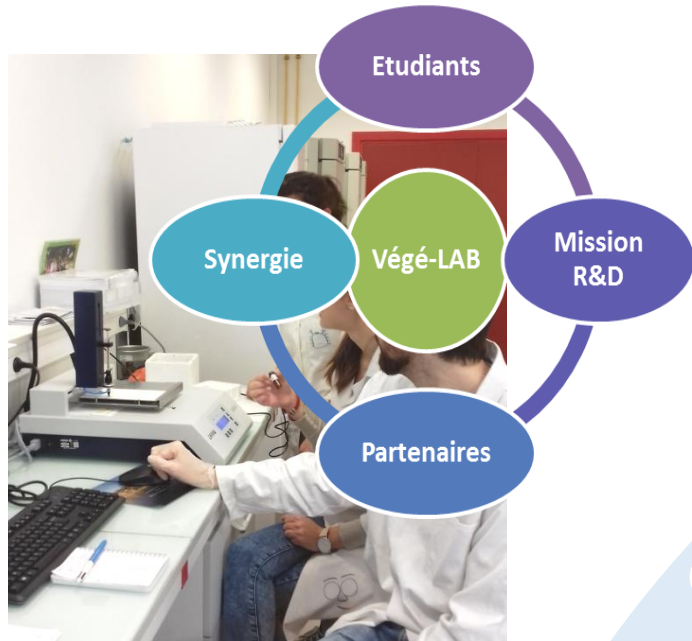 Etudiants
Synergie
Végé-LAB
Mission
R&D
Partenaires